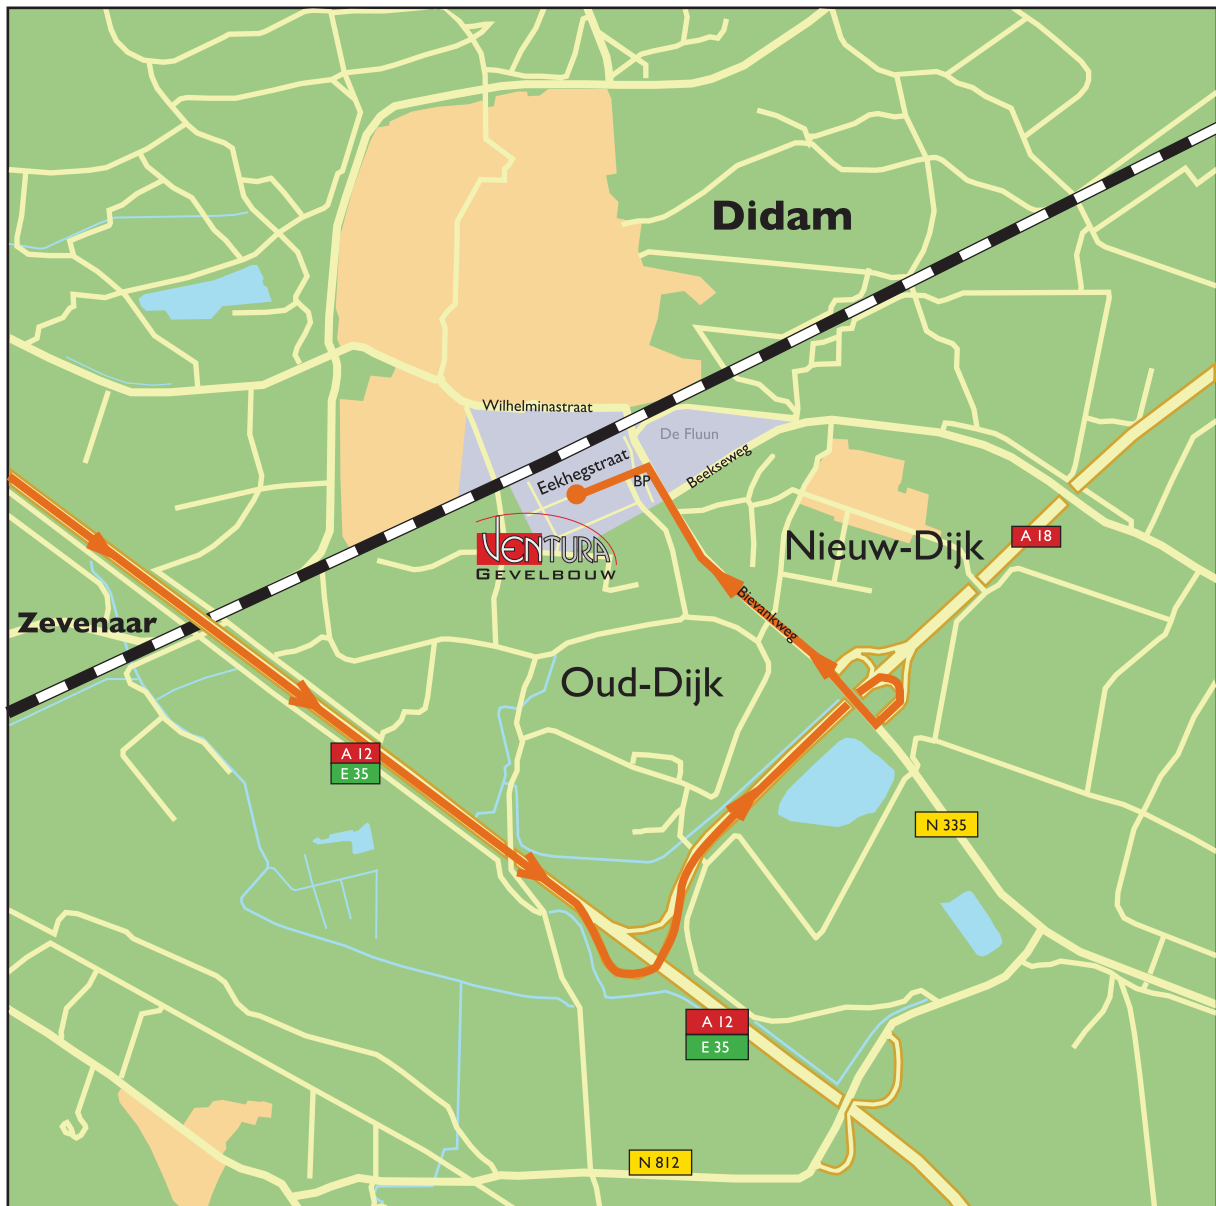 Didam
Wilhelminastraat
De Fluun
Eekhegstraat
BP
Beekseweg
VENTURA
GEVELBOUW
Nieuw-Dijk
A 18
Bievankweg
Zevenaar
Oud-Dijk
A 12
E 35
N 335
A 12
E 35
N 812